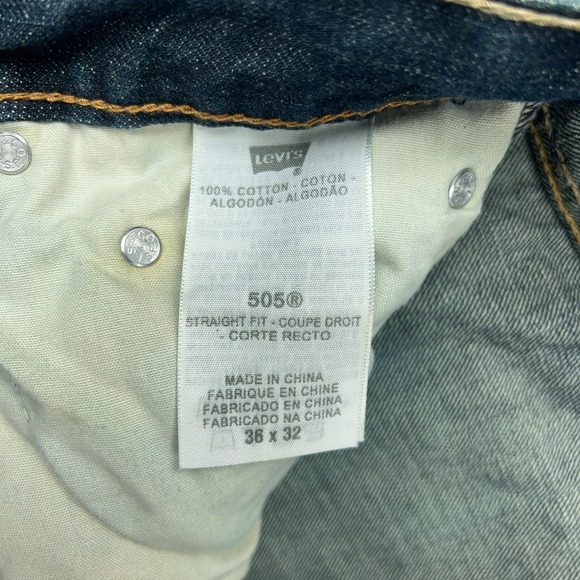 Levi's
®
100% COTTON - COTON -
ALGODÓN - ALGODÃO
505®
STRAIGHT FIT - COUPE DROIT
- CORTE RECTO
MADE IN CHINA
FABRIQUE EN CHINE
FABRICADO EN CHINA
FABRICADO NA CHINA
36 x 32